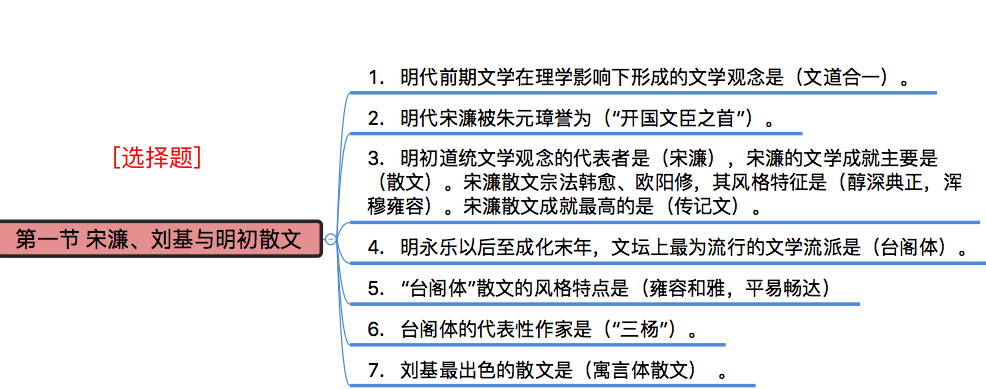 [选择题]
第一节 宋濂、刘基与明初散文
1. 明代前期文学在理学影响下形成的文学观念是（文道合一）。
2. 明代宋濂被朱元璋誉为（“开国文臣之首”）。
3. 明初道统文学观念的代表者是（宋濂），宋濂的文学成就主要是
（散文）。宋濂散文宗法韩愈、欧阳修，其风格特征是（醇深典正，浑
穆雍容）。宋濂散文成就最高的是（传记文）。
4. 明永乐以后至成化末年，文坛上最为流行的文学流派是（台阁体）。
5. “台阁体”散文的风格特点是（雍容和雅，平易畅达）
6. 台阁体的代表性作家是（“三杨”）。
7. 刘基最出色的散文是（寓言体散文） 。